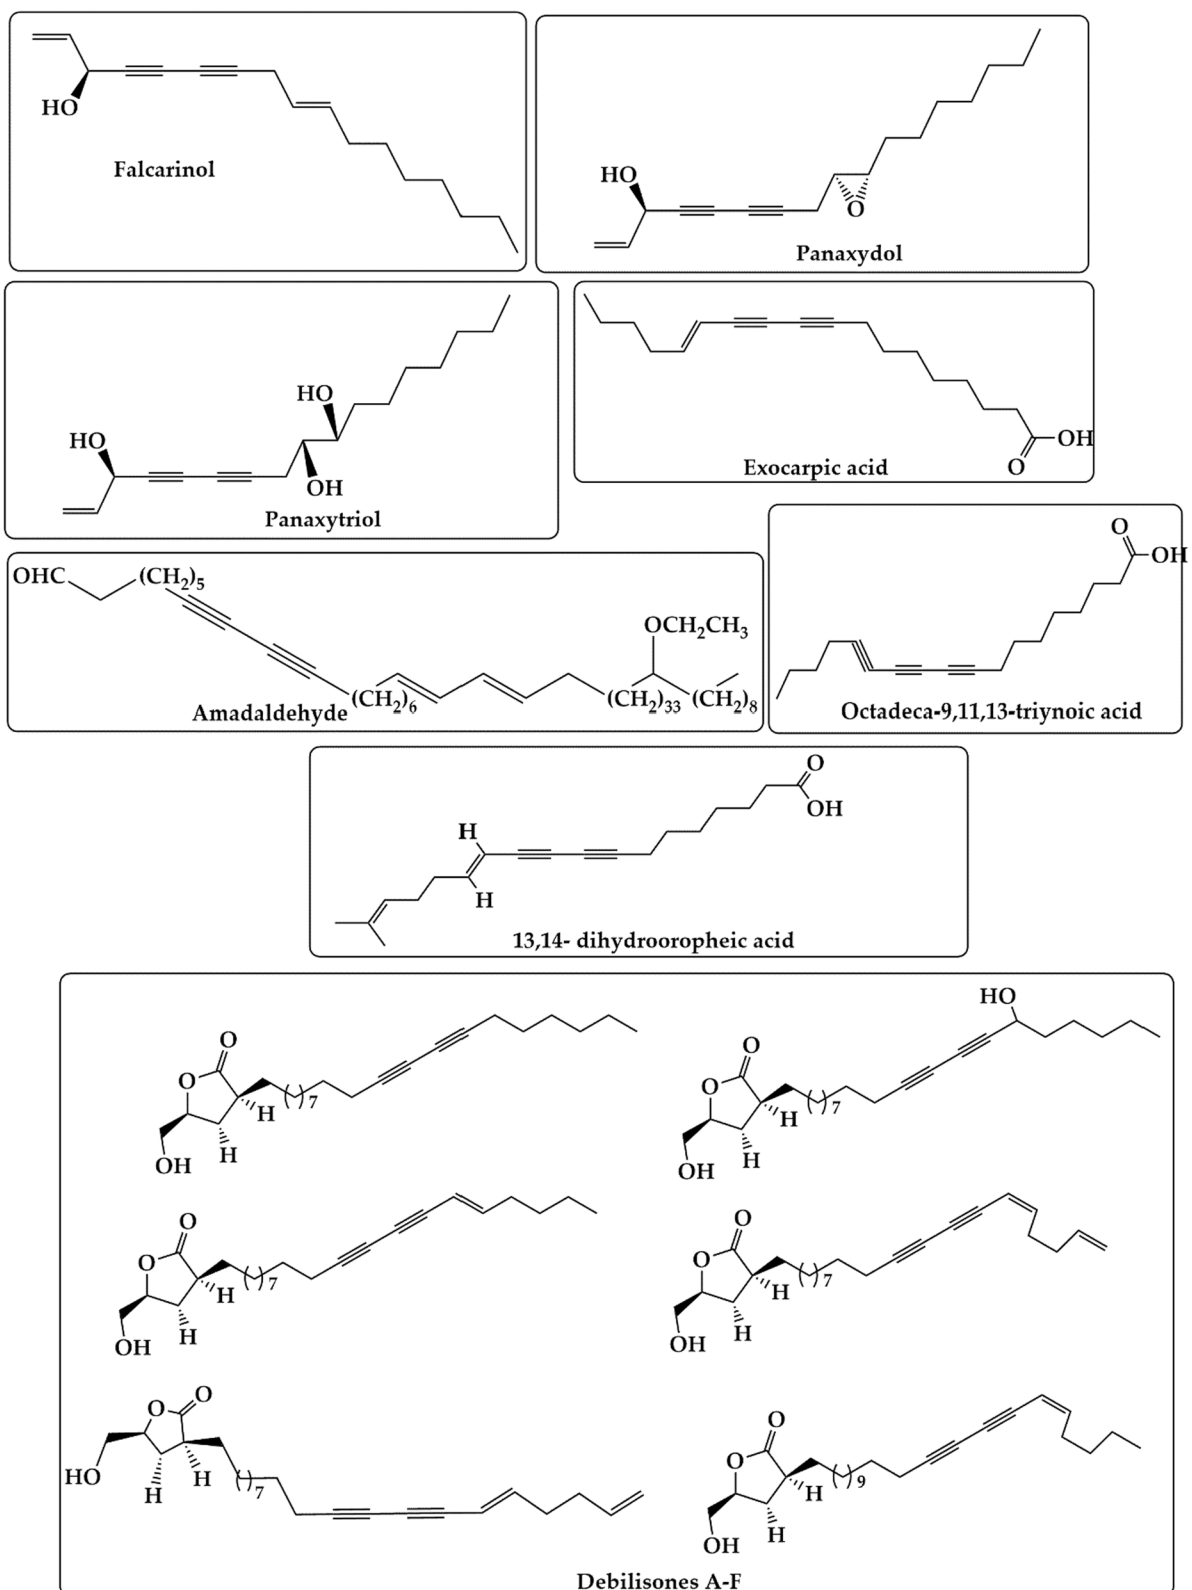 HO
Falcarinol
HO
O
Panaxydol
HO
HO
OH
Panaxytriol
OH
O
Exocarpic acid
OHC
(CH2)5
OCH2CH3
(CH2)6
(CH2)33
(CH2)8
Amadaldehyde
O
OH
Octadeca-9,11,13-triynoic acid
O
OH
H
H
13,14- dihydrooropheic acid
O
O
H
( )7
H
OH
HO
O
O
H
( )7
H
OH
O
O
H
( )7
H
OH
O
O
H
( )7
H
OH
O
O
HO
H
H
( )7
O
O
H
( )9
H
OH
Debilisones A-F